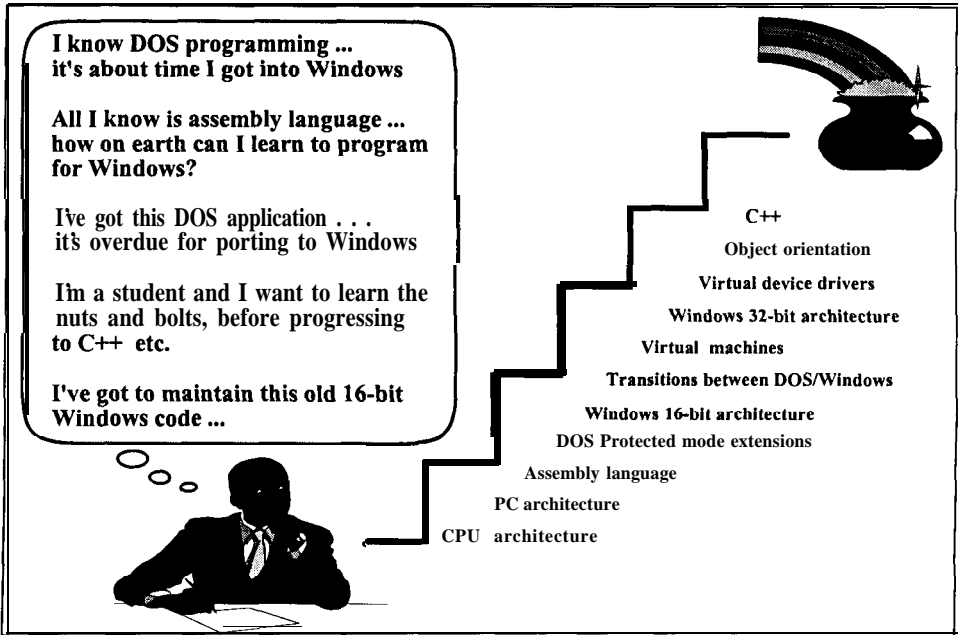 I know DOS programming ...
it's about time I got into Windows
All I know is assembly language ...
how on earth can I learn to program
for Windows?
I've got this DOS application . . .
it's overdue for porting to Windows
I'm a student and I want to learn the
nuts and bolts, before progressing
to C++ etc.
I've got to maintain this old 16-bit
Windows code ...
C++
Object orientation
Virtual device drivers
Windows 32-bit architecture
Virtual machines
Transitions between DOS/Windows
Windows 16-bit architecture
DOS Protected mode extensions
Assembly language
PC architecture
CPU architecture